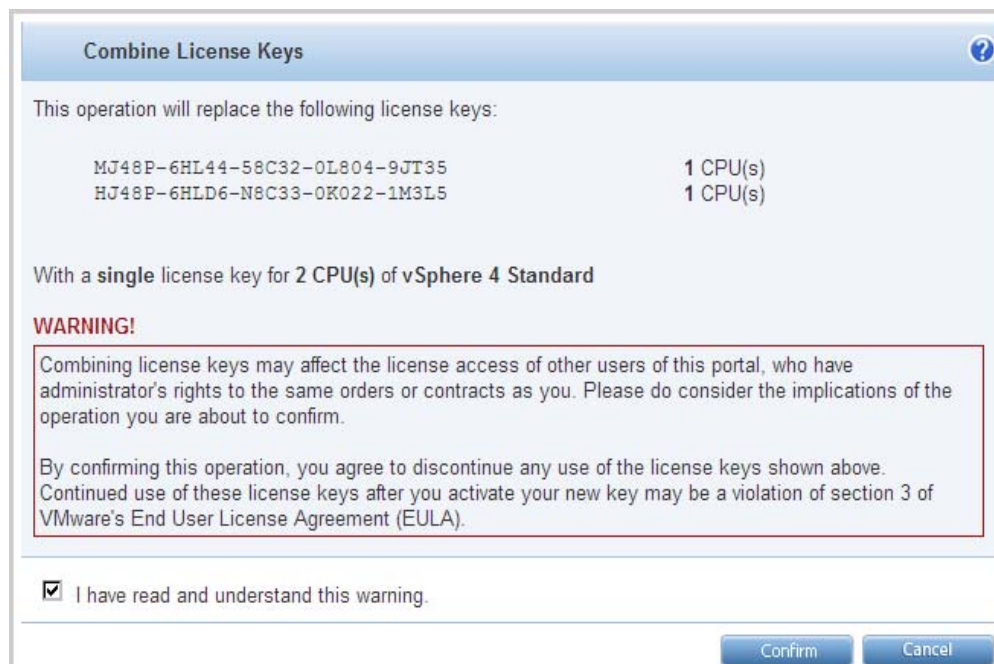 Combine License Keys
?
This operation will replace the following license keys:
MJ48P-6HL44-58C32-0L804-9JT35 1 CPU(s)
HJ48P-6HLD6-N8C33-0K022-1M3L5 1 CPU(s)
With a single license key for 2 CPU(s) of vSphere 4 Standard
WARNING!
Combining license keys may affect the license access of other users of this portal, who have
administrator's rights to the same orders or contracts as you. Please do consider the implications of the
operation you are about to confirm.
By confirming this operation, you agree to discontinue any use of the license keys shown above.
Continued use of these license keys after you activate your new key may be a violation of section 3 of
VMware's End User License Agreement (EULA).
I have read and understand this warning.
Confirm Cancel